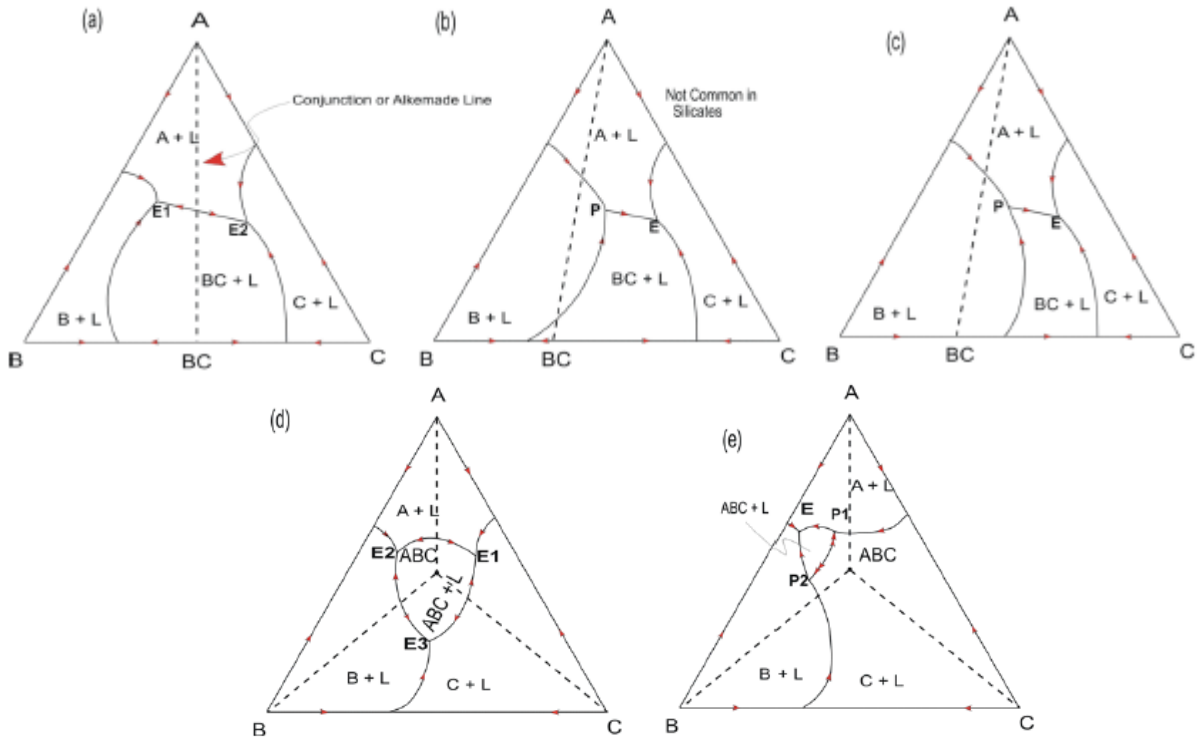 (a)
A
Conjunction or Alkemade Line
A + L
E1
E2
BC + L
B + L
C + L
B
BC
C
(b)
A
Not Common in
Silicates
A + L
P
E
BC + L
B + L
C + L
B
BC
C
(c)
A
A + L
P
E
B + L
BC + L
C + L
B
BC
C
(d)
A
A + L
E2
ABC
E1
ABC + L
E3
B + L
C + L
B
C
(e)
A
A + L
ABC + L
E
P1
ABC
P2
B + L
C + L
B
C